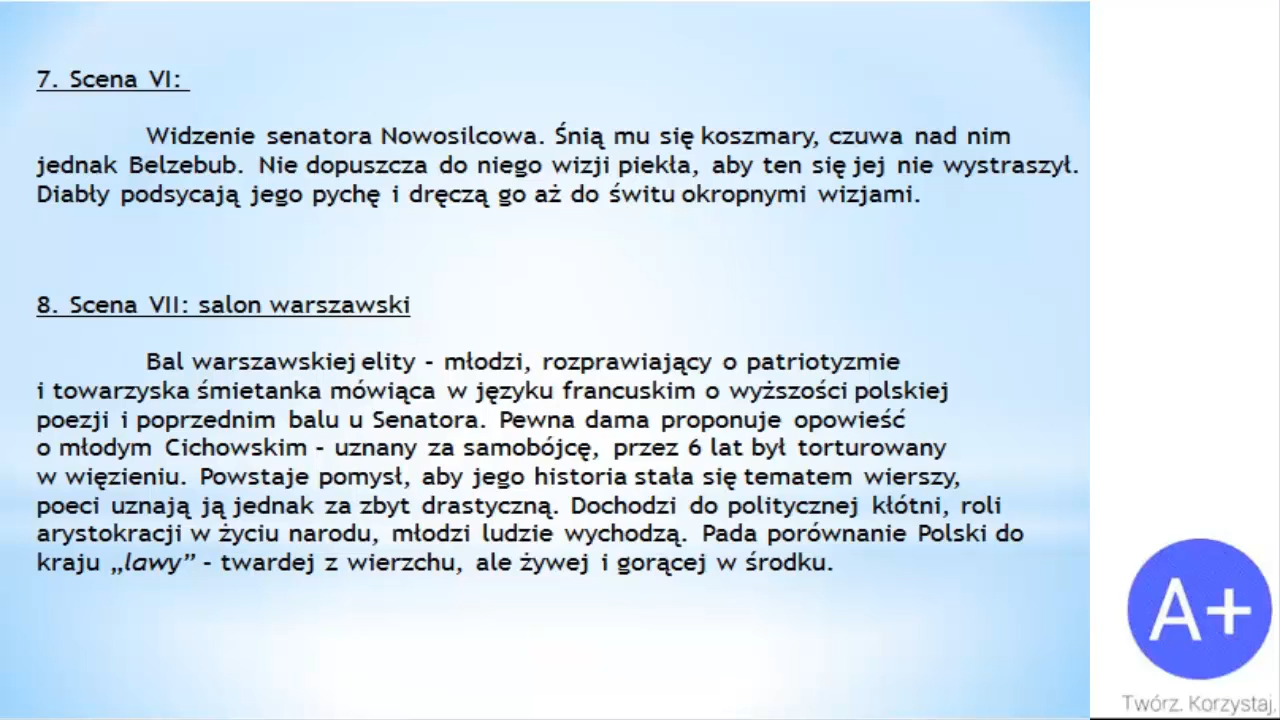 7. Scena VI:
Widzenie senatora Nowosilcowa. Śnią mu się koszmary, czuwa nad nim
jednak Belzebub. Nie dopuszcza do niego wizji piekła, aby ten się jej nie wystraszył.
Diabły podsycają jego pychę i dręczą go aż do świtu okropnymi wizjami.
8. Scena VII: salon warszawski
Bal warszawskiej elity - młodzi, rozprawiający o patriotyzmie
i towarzyska śmietanka mówiąca w języku francuskim o wyższości polskiej
poezji i poprzednim balu u Senatora. Pewna dama proponuje opowieść
o młodym Cichowskim - uznany za samobójcę, przez 6 lat był torturowany
w więzieniu. Powstaje pomysł, aby jego historia stała się tematem wierszy,
poeci uznają ją jednak za zbyt drastyczną. Dochodzi do politycznej kłótni, roli
arystokracji w życiu narodu, młodzi ludzie wychodzą. Pada porównanie Polski do
kraju „lawy” - twardej z wierzchu, ale żywej i gorącej w środku.
A+
Twórz. Korzystaj.